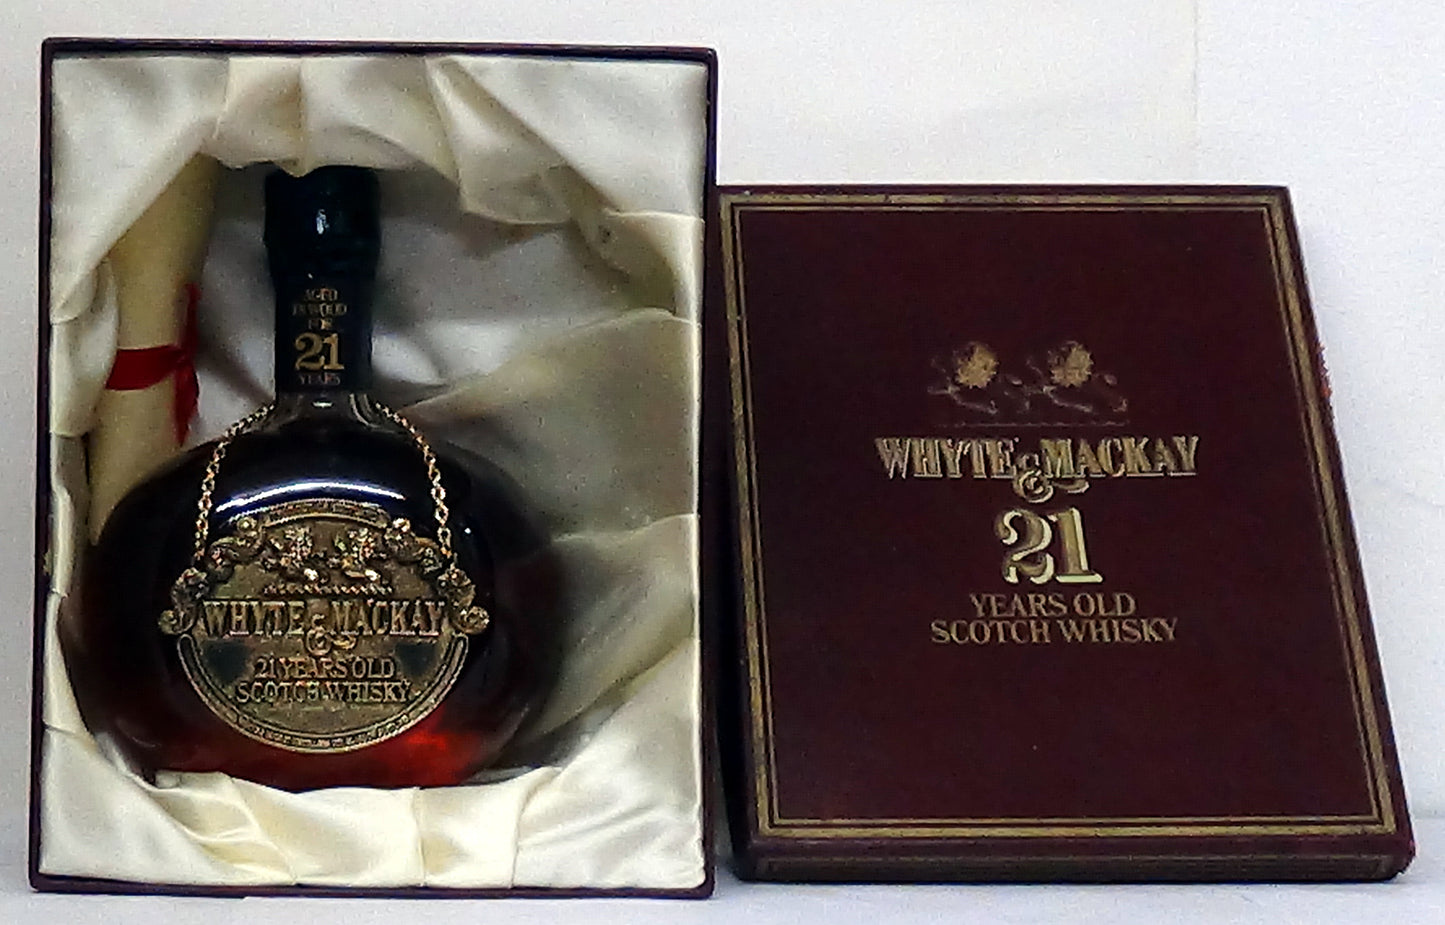 AGED
IN WOOD
FOR
21
YEARS
WHYTE & MACKAY
21 YEARS OLD
SCOTCH WHISKY
WHYTE & MACKAY
21
YEARS OLD
SCOTCH WHISKY